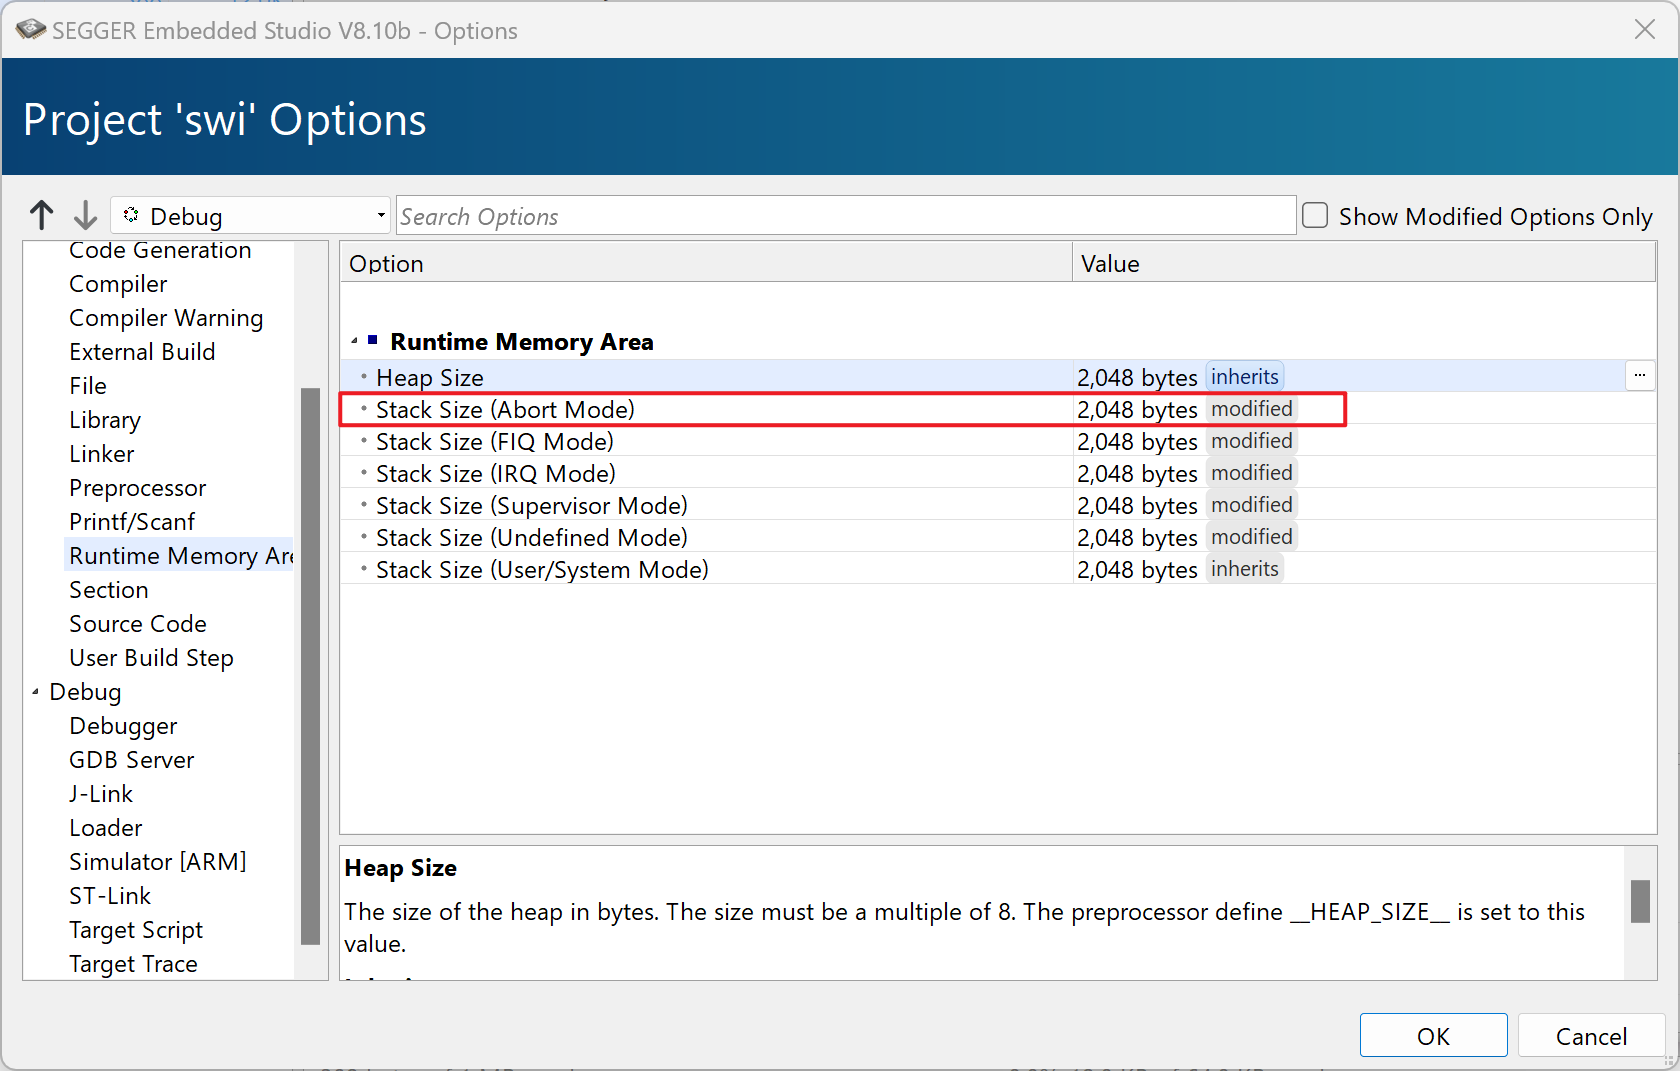 SEGGER Embedded Studio V8.10b - Options
Project 'swi' Options
Debug
Search Options
Show Modified Options Only
Code Generation
Compiler
Compiler Warning
External Build
File
Library
Linker
Preprocessor
Printf/Scanf
Runtime Memory Are
Section
Source Code
User Build Step
Debug
Debugger
GDB Server
J-Link
Loader
Simulator [ARM]
ST-Link
Target Script
Target Trace
Option Value
Runtime Memory Area
Heap Size 2,048 bytes inherits ...
Stack Size (Abort Mode) 2,048 bytes modified
Stack Size (FIQ Mode) 2,048 bytes modified
Stack Size (IRQ Mode) 2,048 bytes modified
Stack Size (Supervisor Mode) 2,048 bytes modified
Stack Size (Undefined Mode) 2,048 bytes modified
Stack Size (User/System Mode) 2,048 bytes inherits
Heap Size
The size of the heap in bytes. The size must be a multiple of 8. The preprocessor define __HEAP_SIZE__ is set to this
value.
OK
Cancel